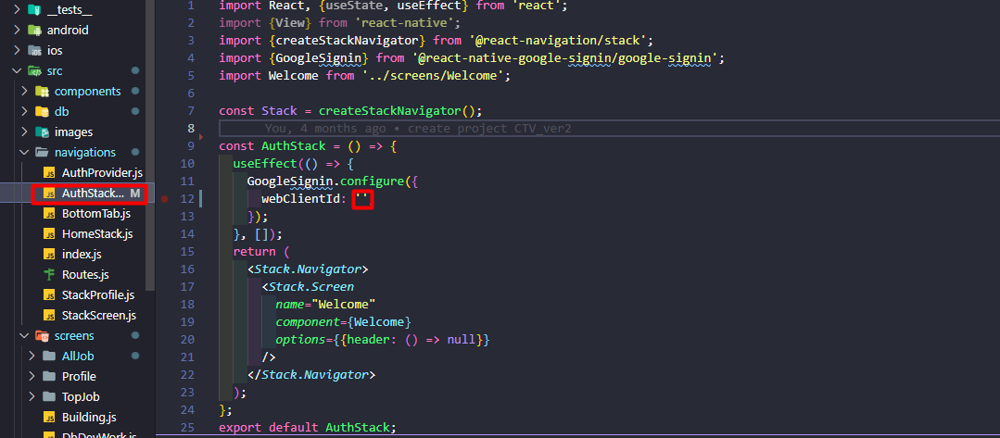 __tests__
android
ios
src
components
db
images
navigations
AuthProvider.js
AuthStack... M
BottomTab.js
HomeStack.js
index.js
Routes.js
StackProfile.js
StackScreen.js
screens
AllJob
Profile
TopJob
Building.js
DbDevWork.js
1 import React, {useState, useEffect} from 'react';
2 import {View} from 'react-native';
3 import {createStackNavigator} from '@react-navigation/stack';
4 import {GoogleSignin} from '@react-native-google-signin/google-signin';
5 import Welcome from '../screens/Welcome';
6
7 const Stack = createStackNavigator();
8 You, 4 months ago • create project CTV_ver2
9 const AuthStack = () => {
10 useEffect(() => {
11 GoogleSignin.configure({
12 webClientId: ''
13 });
14 }, []);
15 return (
16 <Stack.Navigator>
17 <Stack.Screen
18 name="Welcome"
19 component={Welcome}
20 options={{header: () => null}}
21 />
22 </Stack.Navigator>
23 );
24 };
25 export default AuthStack;